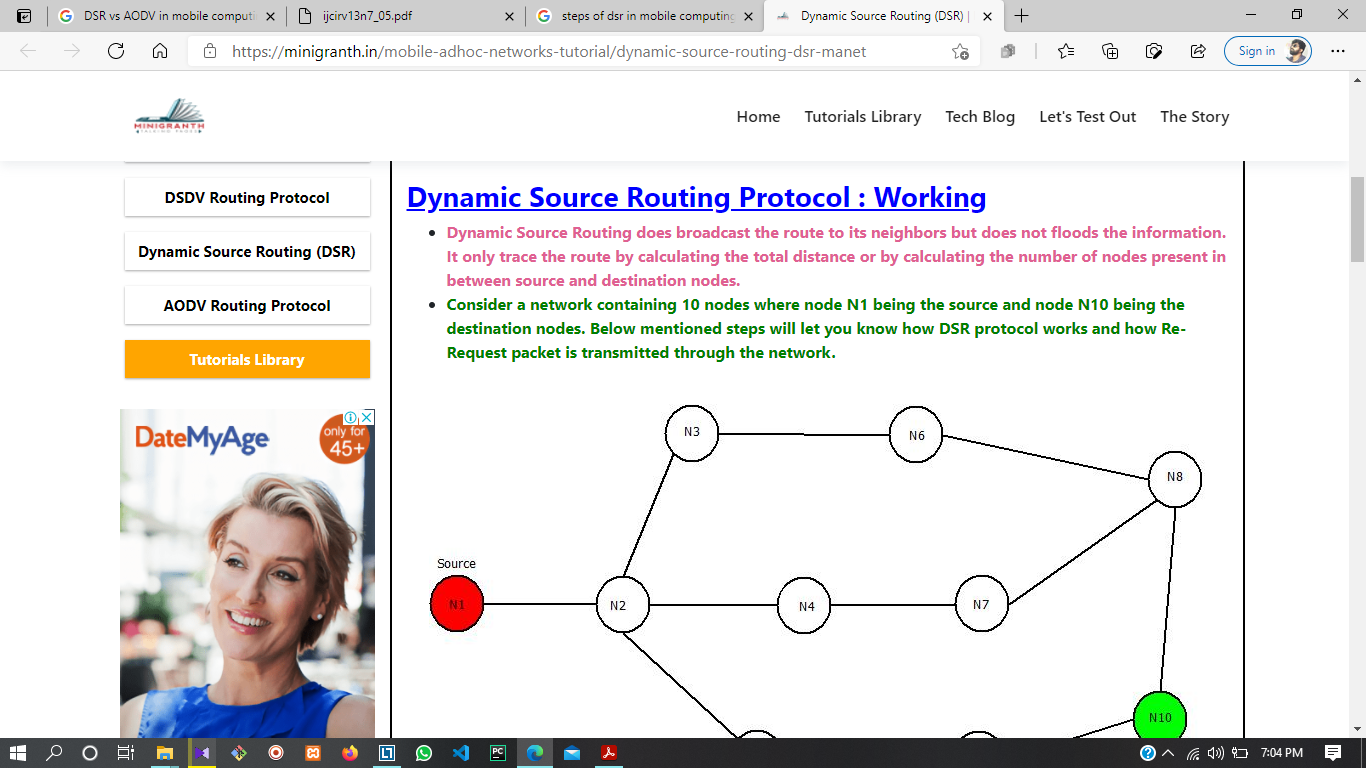 DSR vs AODV in mobile computi
ijcirv13n7_05.pdf
steps of dsr in mobile computing
Dynamic Source Routing (DSR) |
https://minigranth.in/mobile-adhoc-networks-tutorial/dynamic-source-routing-dsr-manet
Sign in
MINIGRANTH
Home
Tutorials Library
Tech Blog
Let's Test Out
The Story
DSDV Routing Protocol
Dynamic Source Routing (DSR)
AODV Routing Protocol
Tutorials Library
DateMyAge
only for
45+
Dynamic Source Routing Protocol : Working
Dynamic Source Routing does broadcast the route to its neighbors but does not floods the information.
It only trace the route by calculating the total distance or by calculating the number of nodes present in
between source and destination nodes.
Consider a network containing 10 nodes where node N1 being the source and node N10 being the
destination nodes. Below mentioned steps will let you know how DSR protocol works and how Re-
Request packet is transmitted through the network.
N3
N6
N8
Source
N1
N2
N4
N7
N10
PC
7:04 PM